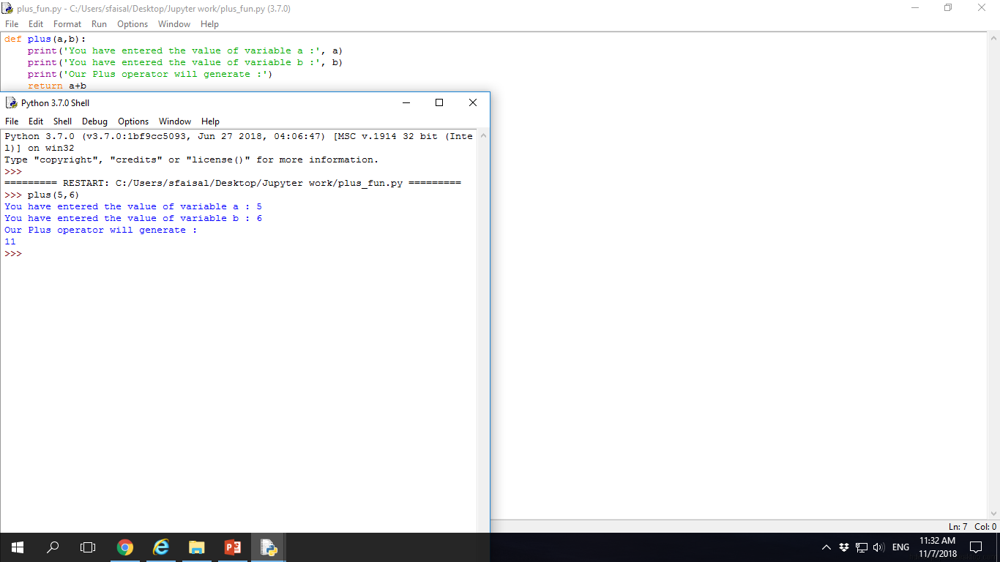 plus_fun.py - C:/Users/sfaisal/Desktop/Jupyter work/plus_fun.py (3.7.0)
File Edit Format Run Options Window Help
def plus(a,b):
    print('You have entered the value of variable a :', a)
    print('You have entered the value of variable b :', b)
    print('Our Plus operator will generate :')
    return a+b
Python 3.7.0 Shell
File Edit Shell Debug Options Window Help
Python 3.7.0 (v3.7.0:1bf9cc5093, Jun 27 2018, 04:06:47) [MSC v.1914 32 bit (Inte
l)] on win32
Type "copyright", "credits" or "license()" for more information.
>>>
========= RESTART: C:/Users/sfaisal/Desktop/Jupyter work/plus_fun.py =========
>>> plus(5,6)
You have entered the value of variable a : 5
You have entered the value of variable b : 6
Our Plus operator will generate :
11
>>>
Ln: 7 Col: 0
ENG
11:32 AM
11/7/2018